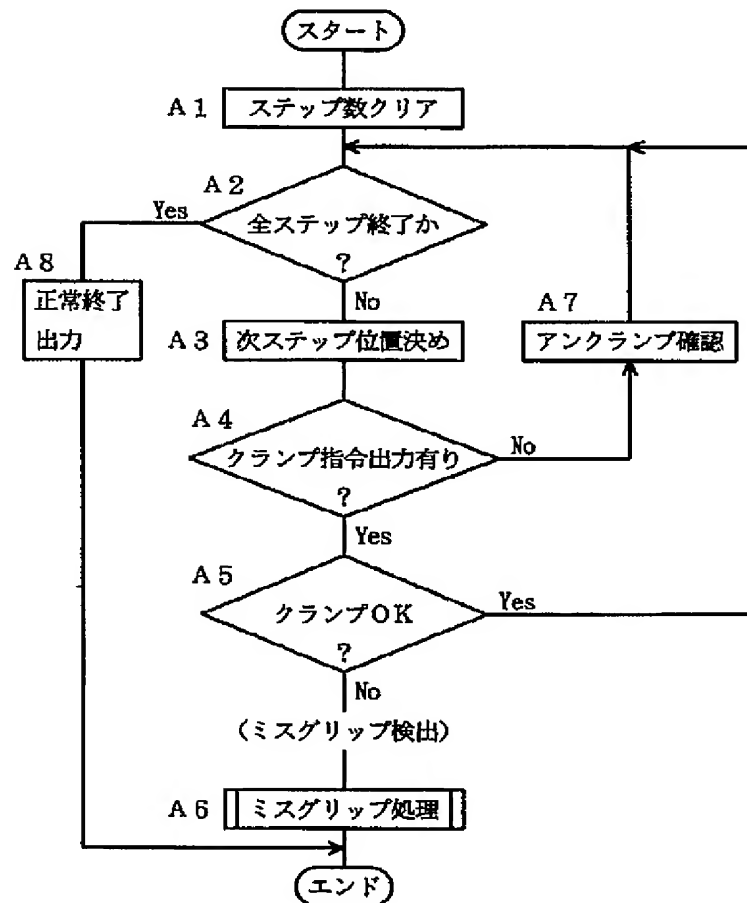 スタート
A1 ステップ数クリア
A2
Yes
全ステップ終了か
?
A8
正常終了
出力
No
A3 次ステップ位置決め
A7
アンクランプ確認
A4
クランプ指令出力有り
?
No
Yes
A5
クランプOK
?
Yes
No
(ミスグリップ検出)
A6 ミスグリップ処理
エンド